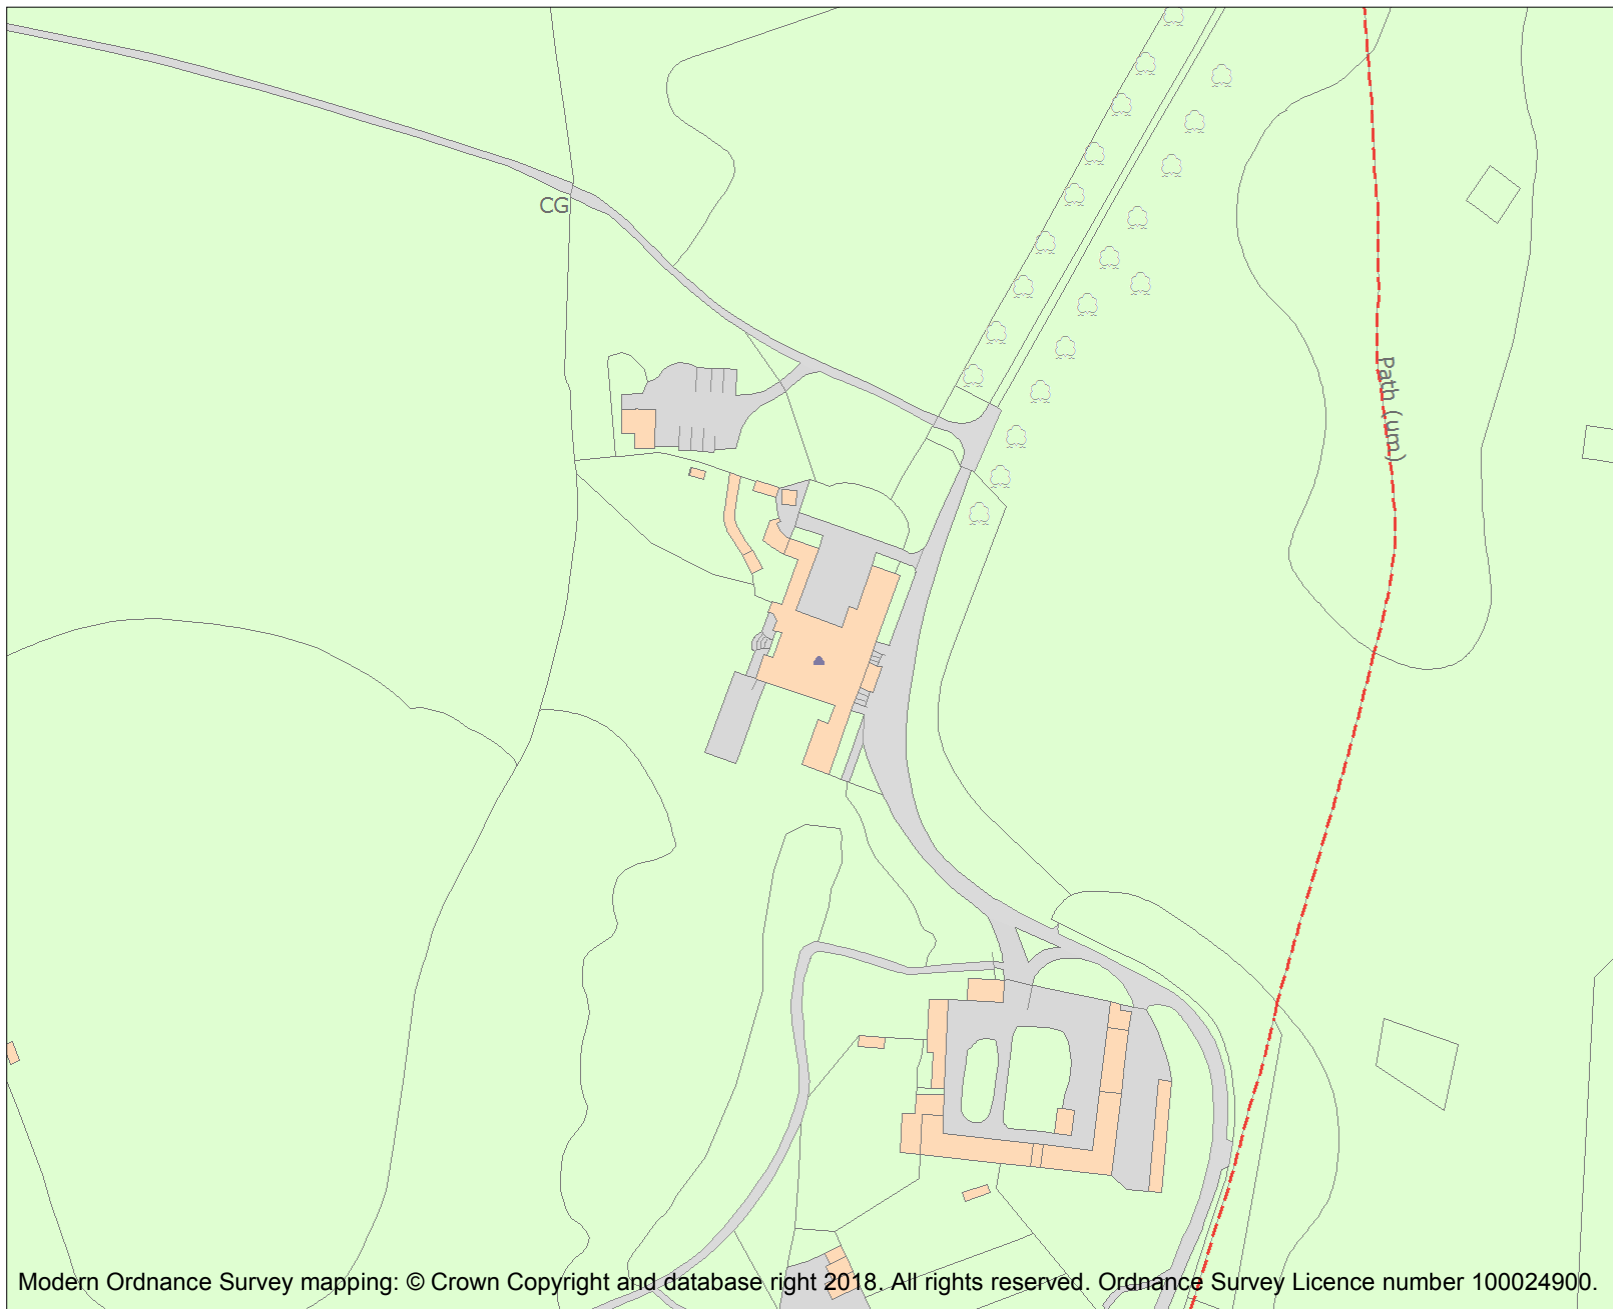 CG
Path (um)
Modern Ordnance Survey mapping: © Crown Copyright and database right 2018. All rights reserved. Ordnance Survey Licence number 100024900.